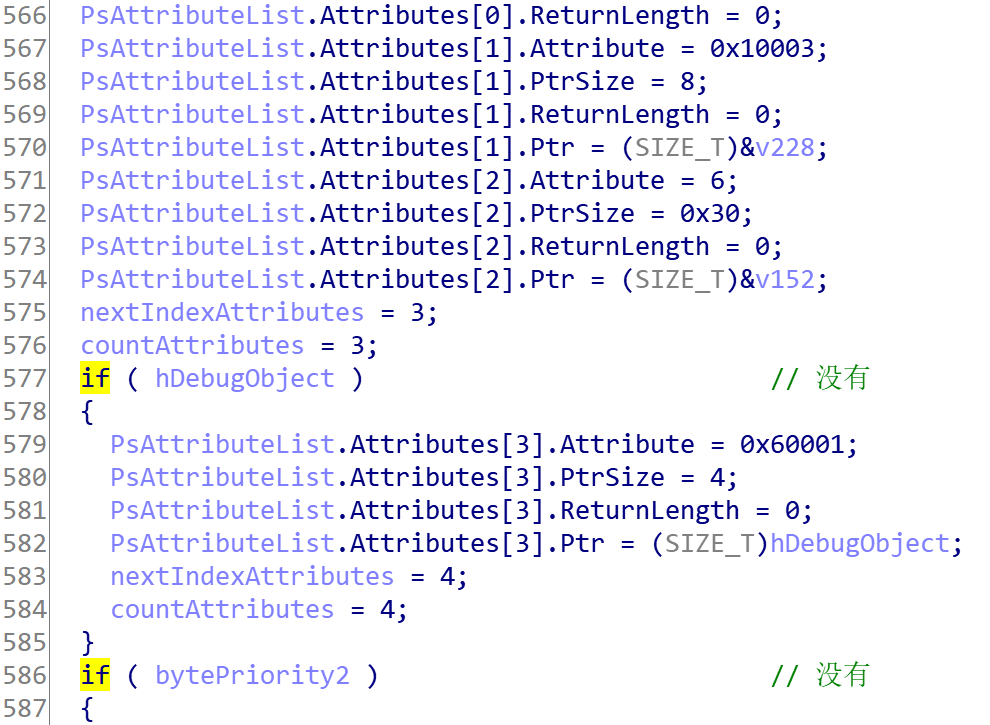 566 PsAttributeList.Attributes[0].ReturnLength = 0;
567 PsAttributeList.Attributes[1].Attribute = 0x10003;
568 PsAttributeList.Attributes[1].PtrSize = 8;
569 PsAttributeList.Attributes[1].ReturnLength = 0;
570 PsAttributeList.Attributes[1].Ptr = (SIZE_T)&v228;
571 PsAttributeList.Attributes[2].Attribute = 6;
572 PsAttributeList.Attributes[2].PtrSize = 0x30;
573 PsAttributeList.Attributes[2].ReturnLength = 0;
574 PsAttributeList.Attributes[2].Ptr = (SIZE_T)&v152;
575 nextIndexAttributes = 3;
576 countAttributes = 3;
577 if ( hDebugObject ) // 没有
578 {
579 PsAttributeList.Attributes[3].Attribute = 0x60001;
580 PsAttributeList.Attributes[3].PtrSize = 4;
581 PsAttributeList.Attributes[3].ReturnLength = 0;
582 PsAttributeList.Attributes[3].Ptr = (SIZE_T)hDebugObject;
583 nextIndexAttributes = 4;
584 countAttributes = 4;
585 }
586 if ( bytePriority2 ) // 没有
587 {